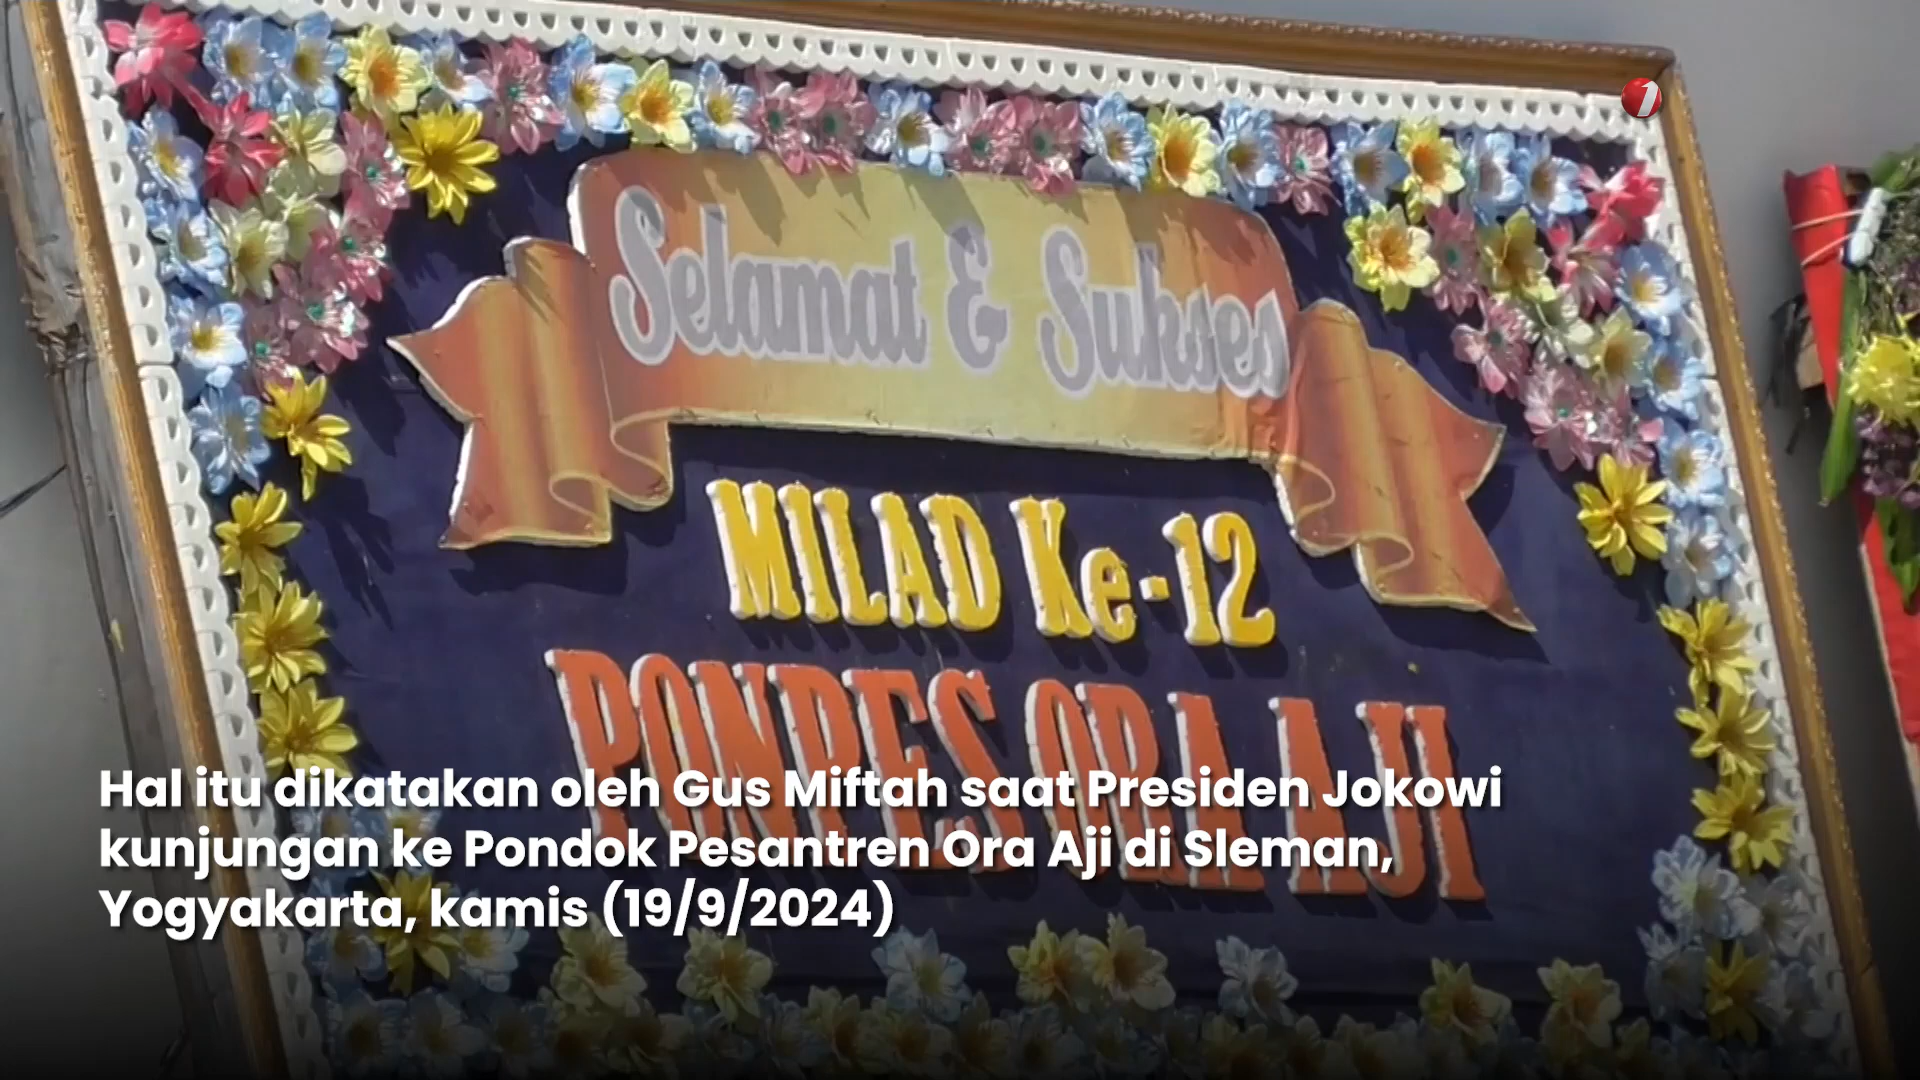 Selamat & Sukses
MILAD Ke-12
PONPES ORA AJI
Hal itu dikatakan oleh Gus Miftah saat Presiden Jokowi
kunjungan ke Pondok Pesantren Ora Aji di Sleman,
Yogyakarta, kamis (19/9/2024)
1